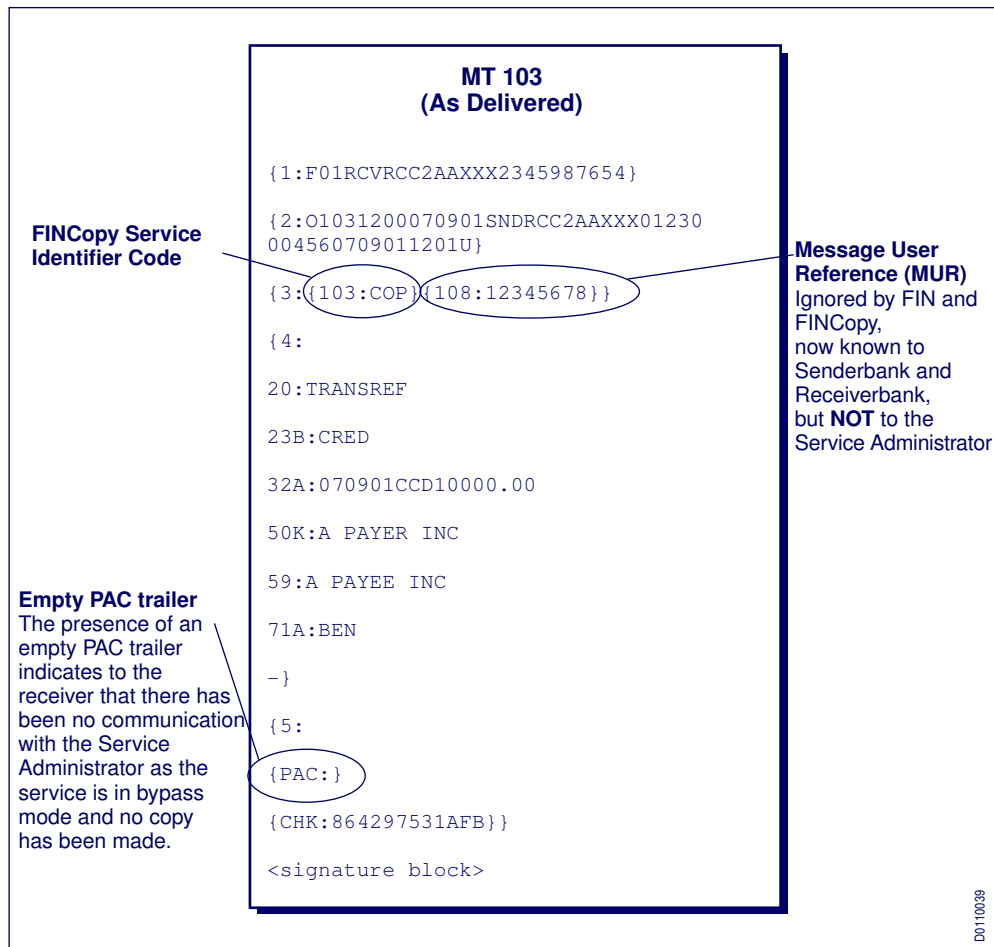 MT 103
(As Delivered)
{1:F01RCVRCC2AAXXX2345987654}
{2:O1031200070901SNDRCC2AAXXX01230
004560709011201U}
FINCopy Service
Identifier Code
{3:{103:COP}{108:12345678}}
Message User
Reference (MUR)
Ignored by FIN and
FINCopy,
now known to
Senderbank and
Receiverbank,
but NOT to the
Service Administrator
{4:
20:TRANSREF
23B:CRED
32A:070901CCD10000.00
50K:A PAYER INC
59:A PAYEE INC
71A:BEN
-}
{5:
Empty PAC trailer
The presence of an
empty PAC trailer
indicates to the
receiver that there has
been no communication
with the Service
Administrator as the
service is in bypass
mode and no copy
has been made.
{PAC:}
{CHK:864297531AFB}}
<signature block>
D0110039